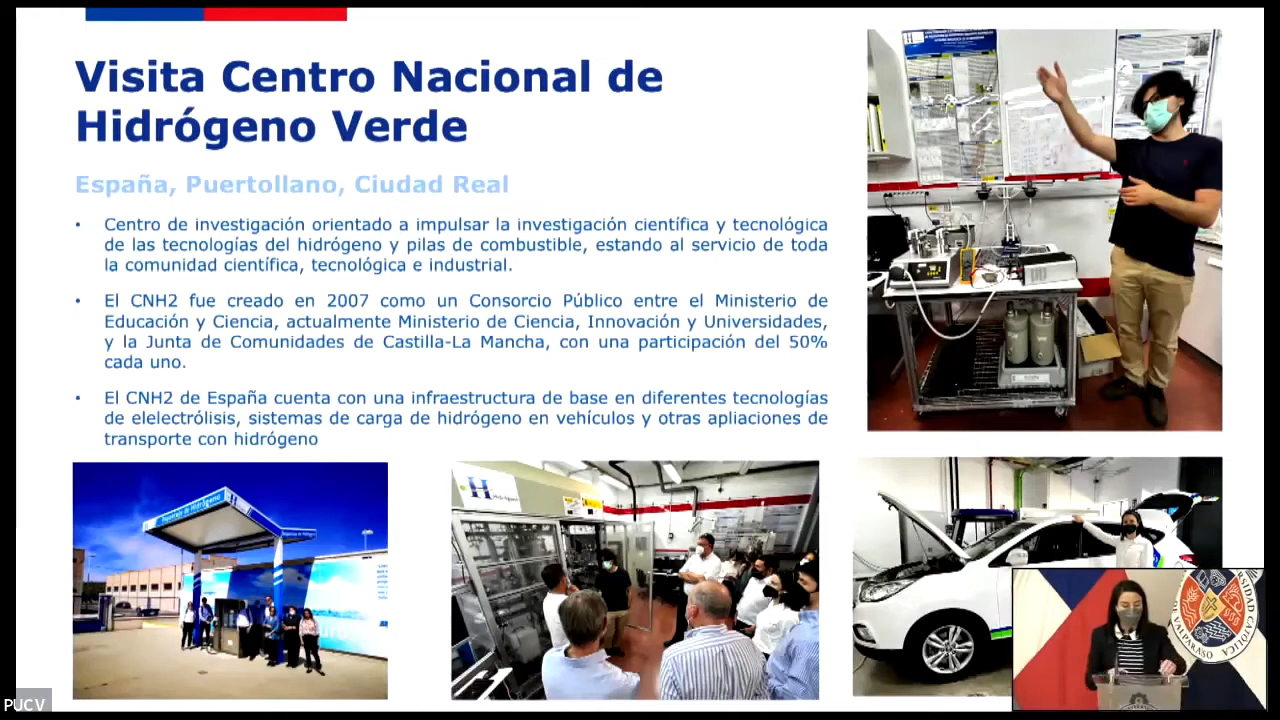 Visita Centro Nacional de
Hidrógeno Verde
España, Puertollano, Ciudad Real
• Centro de investigación orientado a impulsar la investigación científica y tecnológica
de las tecnologías del hidrógeno y pilas de combustible, estando al servicio de toda
la comunidad científica, tecnológica e industrial.
• El CNH2 fue creado en 2007 como un Consorcio Público entre el Ministerio de
Educación y Ciencia, actualmente Ministerio de Ciencia, Innovación y Universidades,
y la Junta de Comunidades de Castilla-La Mancha, con una participación del 50%
cada uno.
• El CNH2 de España cuenta con una infraestructura de base en diferentes tecnologías
de elelectrólisis, sistemas de carga de hidrógeno en vehículos y otras apliaciones de
transporte con hidrógeno
H
PUCV